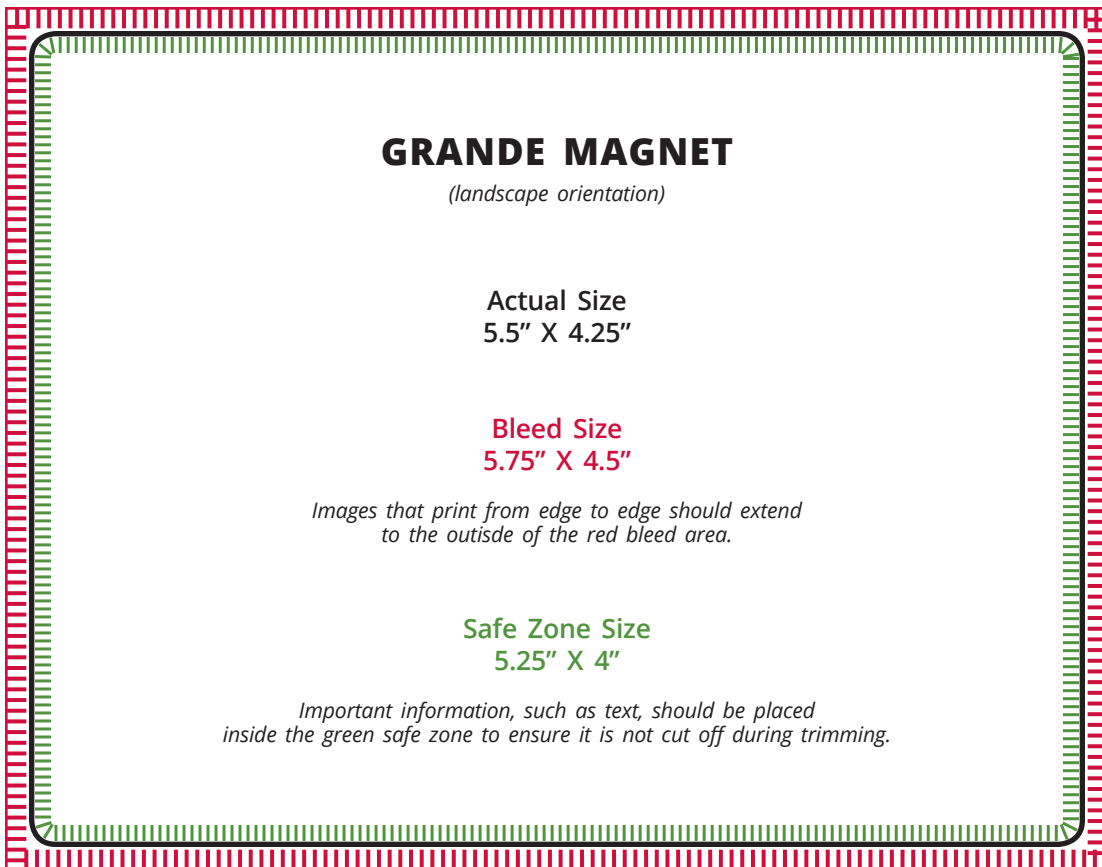 GRANDE MAGNET
(landscape orientation)
Actual Size
5.5” X 4.25”
Bleed Size
5.75” X 4.5”
Images that print from edge to edge should extend
to the outisde of the red bleed area.
Safe Zone Size
5.25” X 4”
Important information, such as text, should be placed
inside the green safe zone to ensure it is not cut off during trimming.